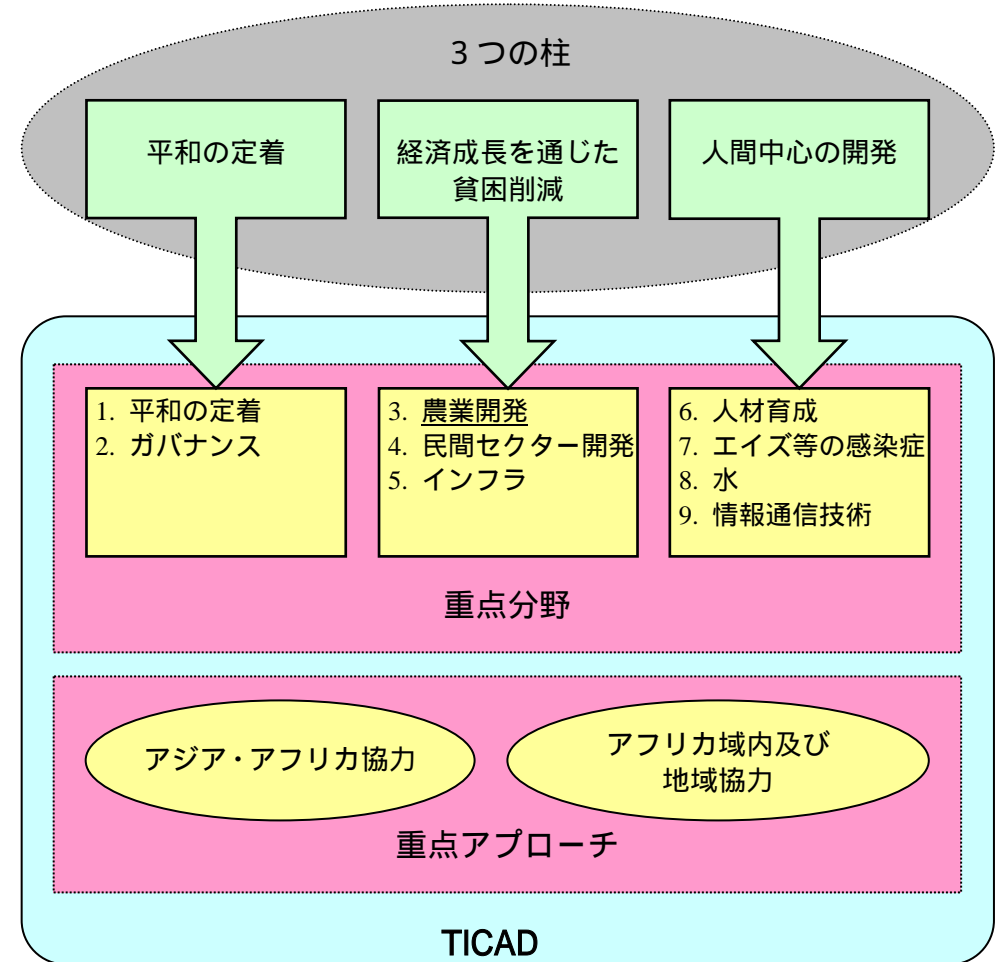 3つの柱
平和の定着
経済成長を通じた
貧困削減
人間中心の開発
1. 平和の定着
2. ガバナンス
3. 農業開発
4. 民間セクター開発
5. インフラ
6. 人材育成
7. エイズ等の感染症
8. 水
9. 情報通信技術
重点分野
アジア・アフリカ協力
アフリカ域内及び
地域協力
重点アプローチ
TICAD